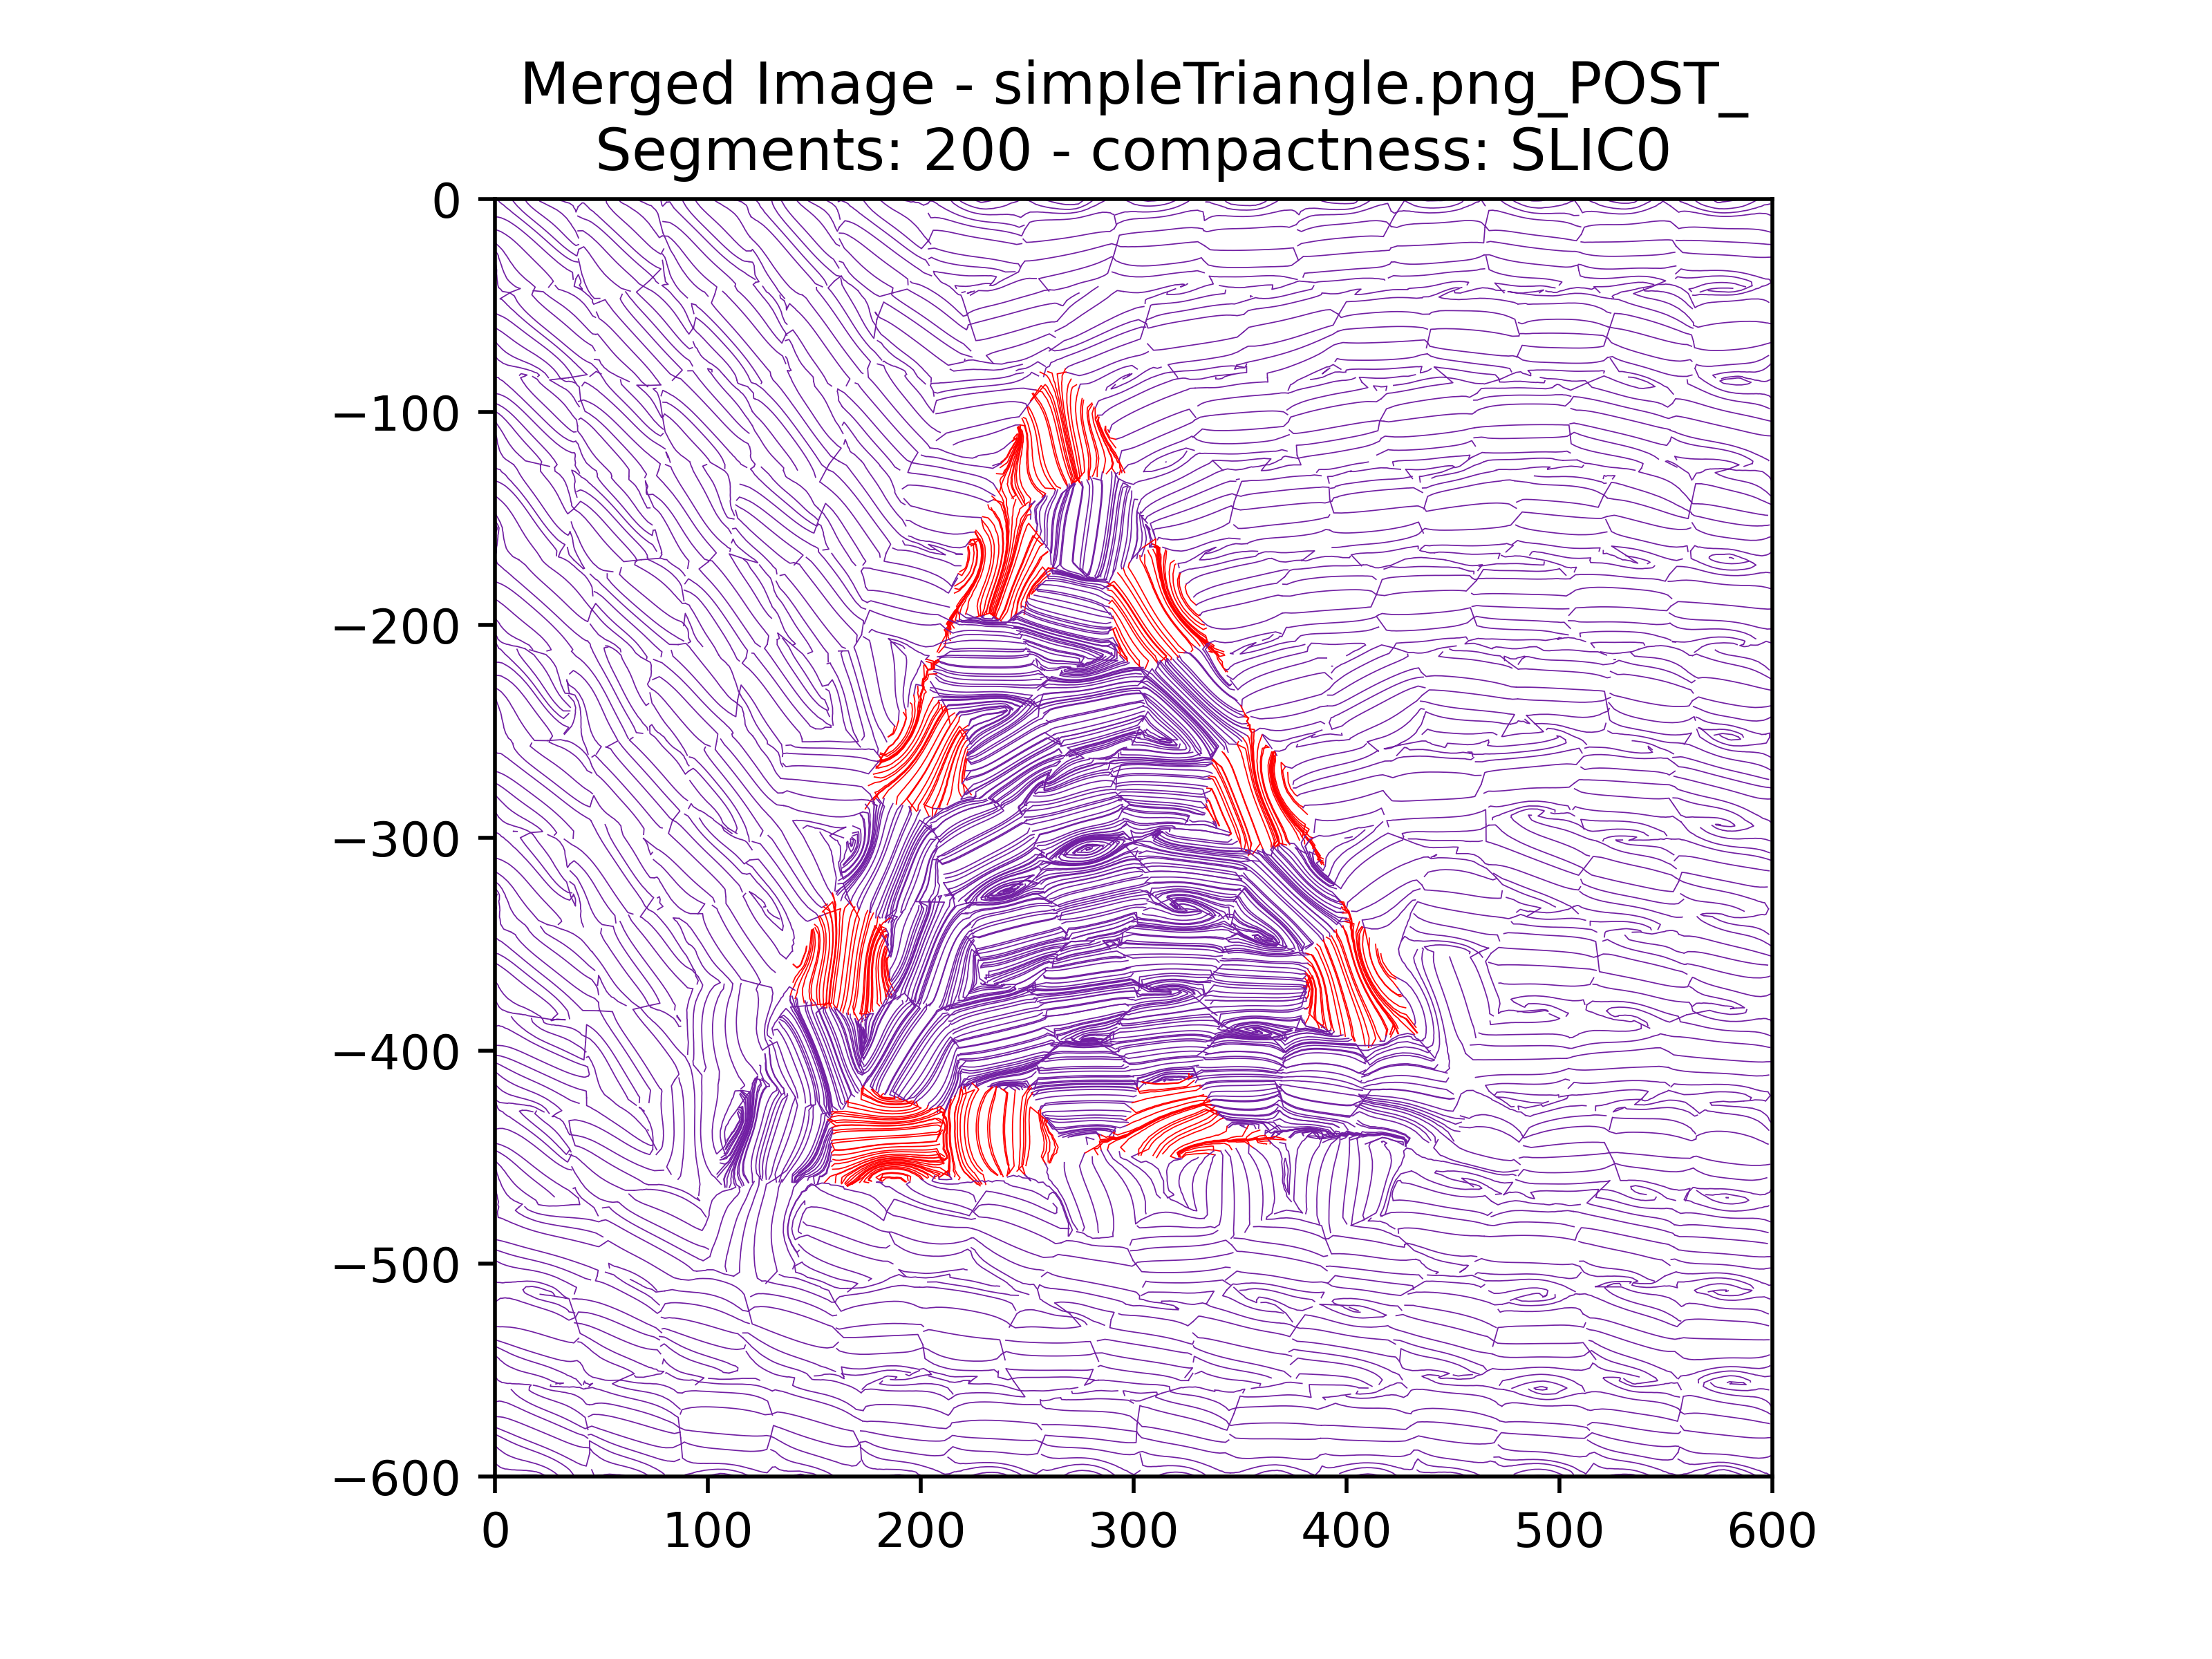 Merged Image - simpleTriangle.png_POST_
Segments: 200 - compactness: SLIC0
0
−100
−200
−300
−400
−500
−600
0 100 200 300 400 500 600